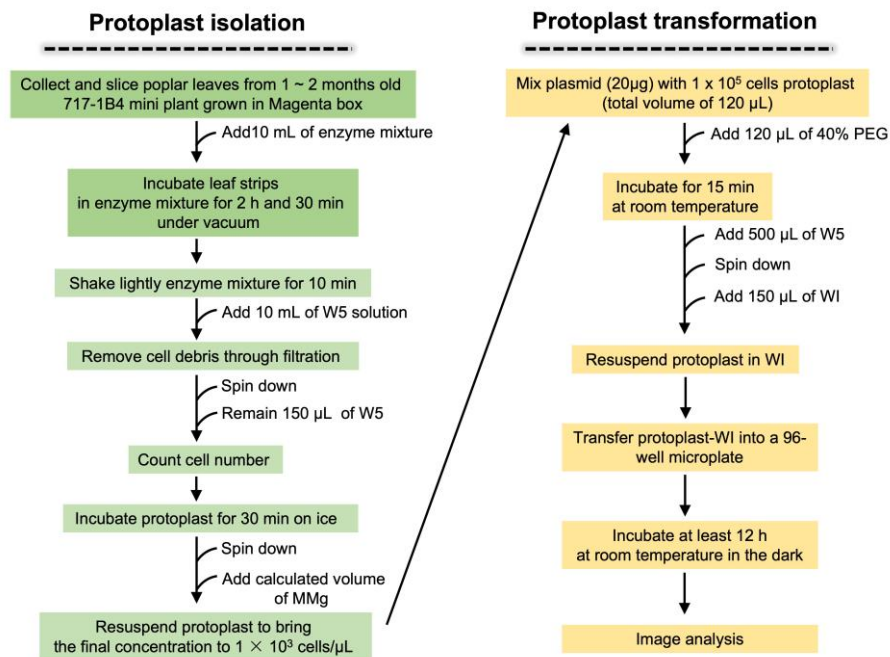 Protoplast isolation
Collect and slice poplar leaves from 1 ~ 2 months old
717-1B4 mini plant grown in Magenta box
Add10 mL of enzyme mixture
Incubate leaf strips
in enzyme mixture for 2 h and 30 min
under vacuum
Shake lightly enzyme mixture for 10 min
Add 10 mL of W5 solution
Remove cell debris through filtration
Spin down
Remain 150 µL of W5
Count cell number
Incubate protoplast for 30 min on ice
Spin down
Add calculated volume
of MMg
Resuspend protoplast to bring
the final concentration to 1 × 10³ cells/µL
Protoplast transformation
Mix plasmid (20µg) with 1 x 10⁵ cells protoplast
(total volume of 120 µL)
Add 120 µL of 40% PEG
Incubate for 15 min
at room temperature
Add 500 µL of W5
Spin down
Add 150 µL of WI
Resuspend protoplast in WI
Transfer protoplast-WI into a 96-
well microplate
Incubate at least 12 h
at room temperature in the dark
Image analysis